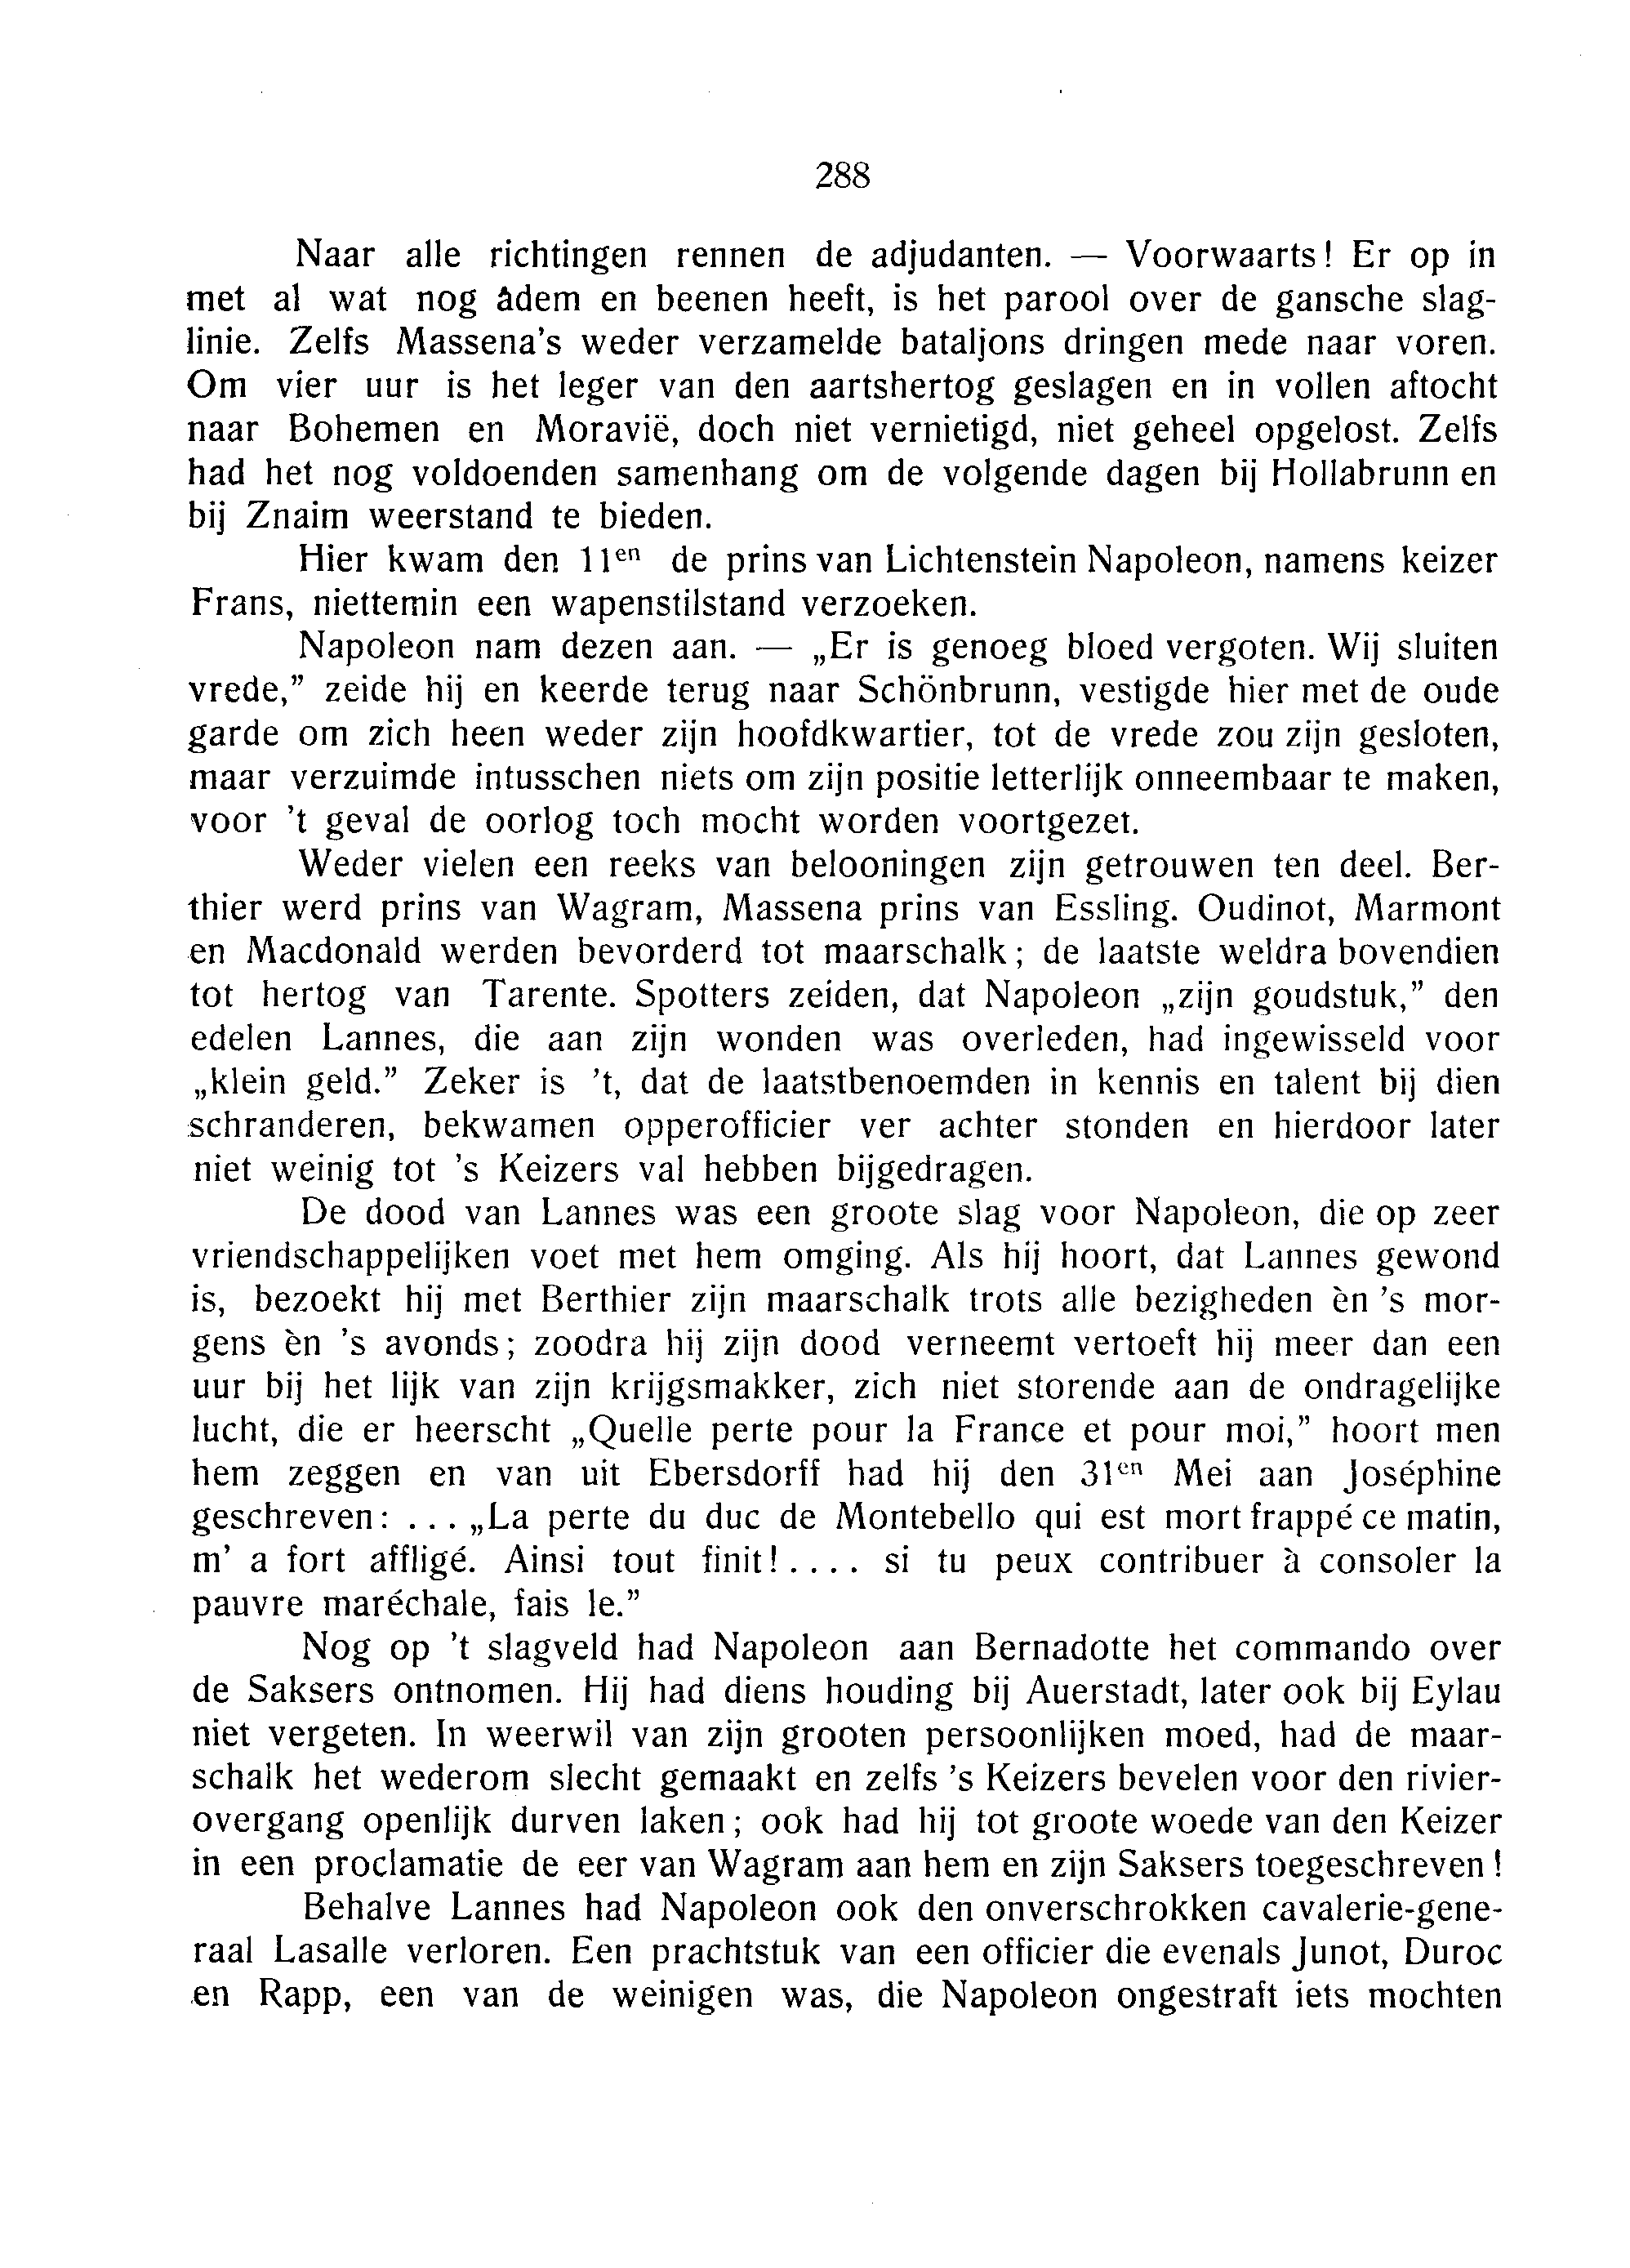 288
Naar alle richtingen rennen de adjudanten. — Voorwaarts! Er op in
met al wat nog âdem en beenen heeft, is het parool over de gansche slag-
linie. Zelfs Massena's weder verzamelde bataljons dringen mede naar voren.
Om vier uur is het leger van den aartshertog geslagen en in vollen aftocht
naar Bohemen en Moravië, doch niet vernietigd, niet geheel opgelost. Zelfs
had het nog voldoenden samenhang om de volgende dagen bij Hollabrunn en
bij Znaim weerstand te bieden.
Hier kwam den 11en de prins van Lichtenstein Napoleon, namens keizer
Frans, niettemin een wapenstilstand verzoeken.
Napoleon nam dezen aan. — „Er is genoeg bloed vergoten. Wij sluiten
vrede,” zeide hij en keerde terug naar Schönbrunn, vestigde hier met de oude
garde om zich heen weder zijn hoofdkwartier, tot de vrede zou zijn gesloten,
maar verzuimde intusschen niets om zijn positie letterlijk onneembaar te maken,
voor 't geval de oorlog toch mocht worden voortgezet.
Weder vielen een reeks van belooningen zijn getrouwen ten deel. Ber-
thier werd prins van Wagram, Massena prins van Essling. Oudinot, Marmont
en Macdonald werden bevorderd tot maarschalk; de laatste weldra bovendien
tot hertog van Tarente. Spotters zeiden, dat Napoleon „zijn goudstuk,” den
edelen Lannes, die aan zijn wonden was overleden, had ingewisseld voor
„klein geld.” Zeker is 't, dat de laatstbenoemden in kennis en talent bij dien
schranderen, bekwamen opperofficier ver achter stonden en hierdoor later
niet weinig tot 's Keizers val hebben bijgedragen.
De dood van Lannes was een groote slag voor Napoleon, die op zeer
vriendschappelijken voet met hem omging. Als hij hoort, dat Lannes gewond
is, bezoekt hij met Berthier zijn maarschalk trots alle bezigheden èn 's mor-
gens èn 's avonds; zoodra hij zijn dood verneemt vertoeft hij meer dan een
uur bij het lijk van zijn krijgsmakker, zich niet storende aan de ondragelijke
lucht, die er heerscht „Quelle perte pour la France et pour moi,” hoort men
hem zeggen en van uit Ebersdorff had hij den 31en Mei aan Joséphine
geschreven: ... „La perte du duc de Montebello qui est mort frappé ce matin,
m' a fort affligé. Ainsi tout finit! .... si tu peux contribuer à consoler la
pauvre maréchale, fais le.”
Nog op 't slagveld had Napoleon aan Bernadotte het commando over
de Saksers ontnomen. Hij had diens houding bij Auerstadt, later ook bij Eylau
niet vergeten. In weerwil van zijn grooten persoonlijken moed, had de maar-
schalk het wederom slecht gemaakt en zelfs 's Keizers bevelen voor den rivier-
overgang openlijk durven laken; ook had hij tot groote woede van den Keizer
in een proclamatie de eer van Wagram aan hem en zijn Saksers toegeschreven!
Behalve Lannes had Napoleon ook den onverschrokken cavalerie-gene-
raal Lasalle verloren. Een prachtstuk van een officier die evenals Junot, Duroc
en Rapp, een van de weinigen was, die Napoleon ongestraft iets mochten